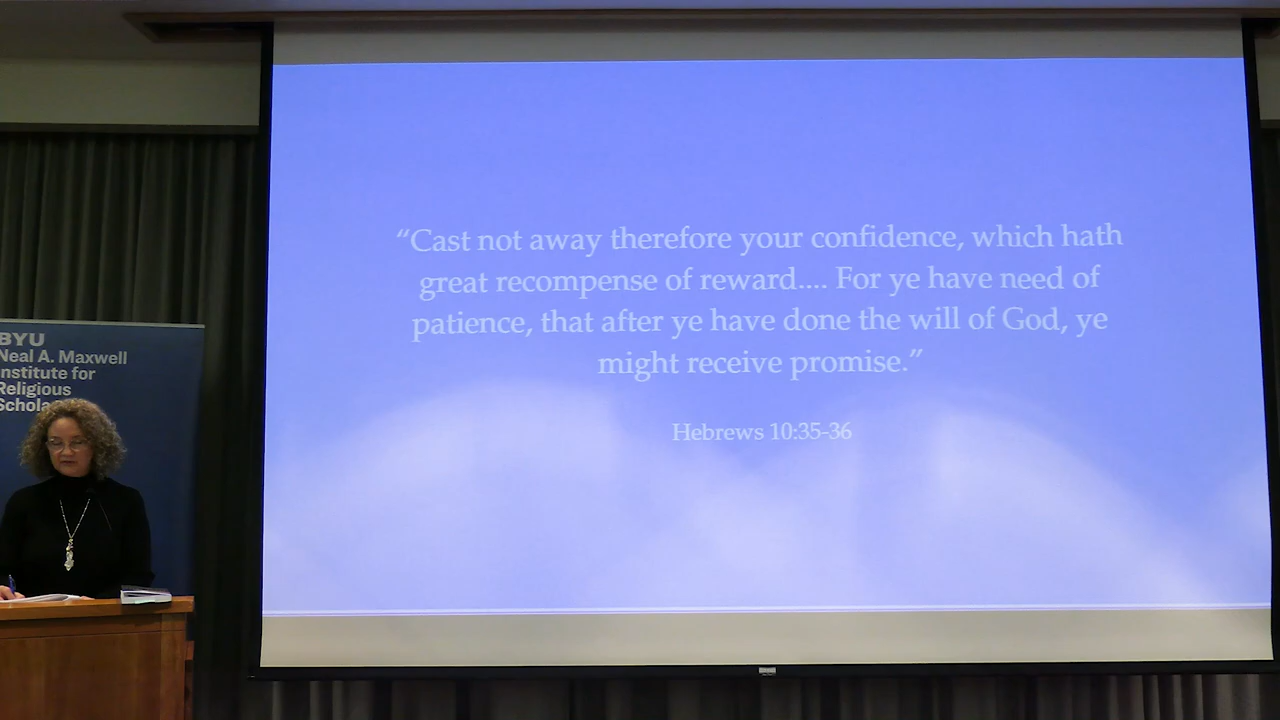 “Cast not away therefore your confidence, which hath
great recompense of reward.... For ye have need of
patience, that after ye have done the will of God, ye
might receive promise.”
Hebrews 10:35-36
BYU
Neal A. Maxwell
Institute for
Religious